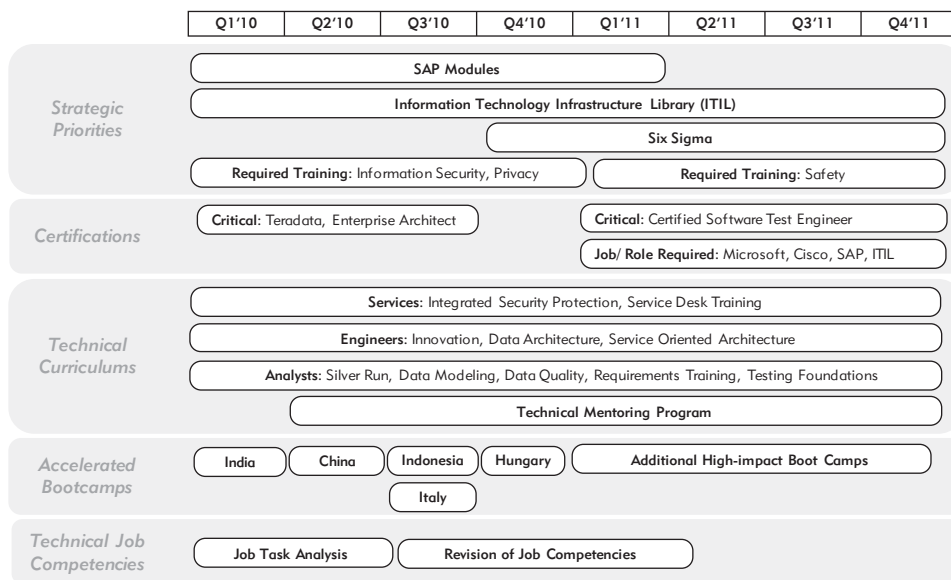 Q1'10 Q2'10 Q3'10 Q4'10 Q1'11 Q2'11 Q3'11 Q4'11
Strategic
Priorities
SAP Modules
Information Technology Infrastructure Library (ITIL)
Six Sigma
Required Training: Information Security, Privacy
Required Training: Safety
Certifications
Critical: Teradata, Enterprise Architect
Critical: Certified Software Test Engineer
Job/ Role Required: Microsoft, Cisco, SAP, ITIL
Technical
Curriculums
Services: Integrated Security Protection, Service Desk Training
Engineers: Innovation, Data Architecture, Service Oriented Architecture
Analysts: Silver Run, Data Modeling, Data Quality, Requirements Training, Testing Foundations
Technical Mentoring Program
Accelerated
Bootcamps
India
China
Indonesia
Hungary
Additional High-impact Boot Camps
Italy
Technical Job
Competencies
Job Task Analysis
Revision of Job Competencies